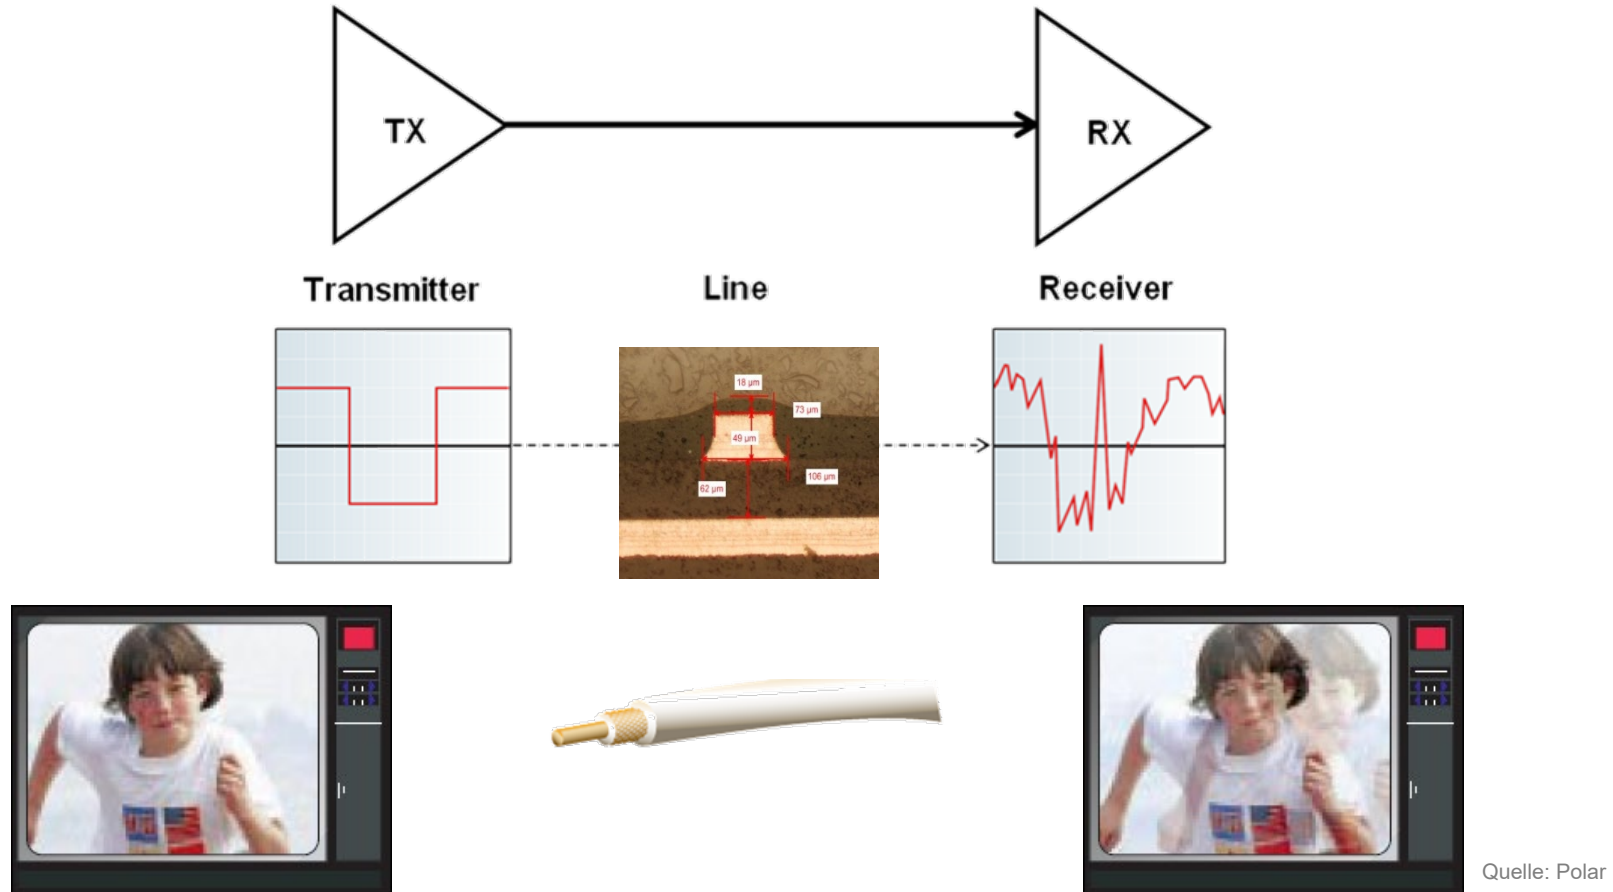 TX
RX
Transmitter
Line
Receiver
18 µm
73 µm
49 µm
62 µm
106 µm
Quelle: Polar